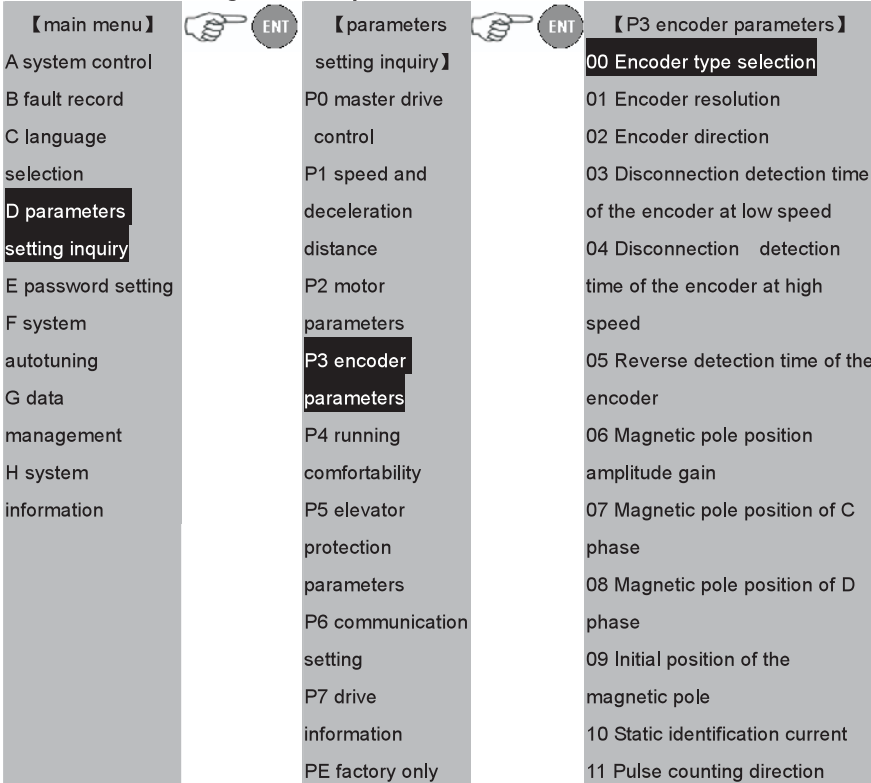 【main menu】
A system control
B fault record
C language
selection
D parameters
setting inquiry
E password setting
F system
autotuning
G data
management
H system
information
ENT
【parameters
setting inquiry】
P0 master drive
control
P1 speed and
deceleration
distance
P2 motor
parameters
P3 encoder
parameters
P4 running
comfortability
P5 elevator
protection
parameters
P6 communication
setting
P7 drive
information
PE factory only
ENT
【P3 encoder parameters】
00 Encoder type selection
01 Encoder resolution
02 Encoder direction
03 Disconnection detection time
of the encoder at low speed
04 Disconnection detection
time of the encoder at high
speed
05 Reverse detection time of the
encoder
06 Magnetic pole position
amplitude gain
07 Magnetic pole position of C
phase
08 Magnetic pole position of D
phase
09 Initial position of the
magnetic pole
10 Static identification current
11 Pulse counting direction